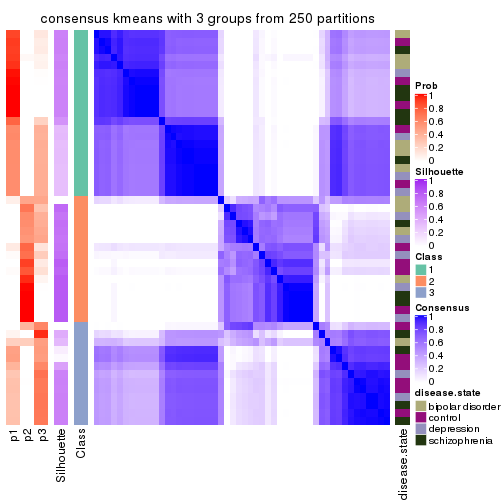 consensus kmeans with 3 groups from 250 partitions
Prob
1
0.8
0.6
0.4
0.2
0
Silhouette
1
0.8
0.6
0.4
0.2
0
Class
1
2
3
Consensus
1
0.8
0.6
0.4
0.2
0
disease.state
bipolar disorder
control
depression
schizophrenia
p1
p2
p3
Silhouette
Class
disease.state